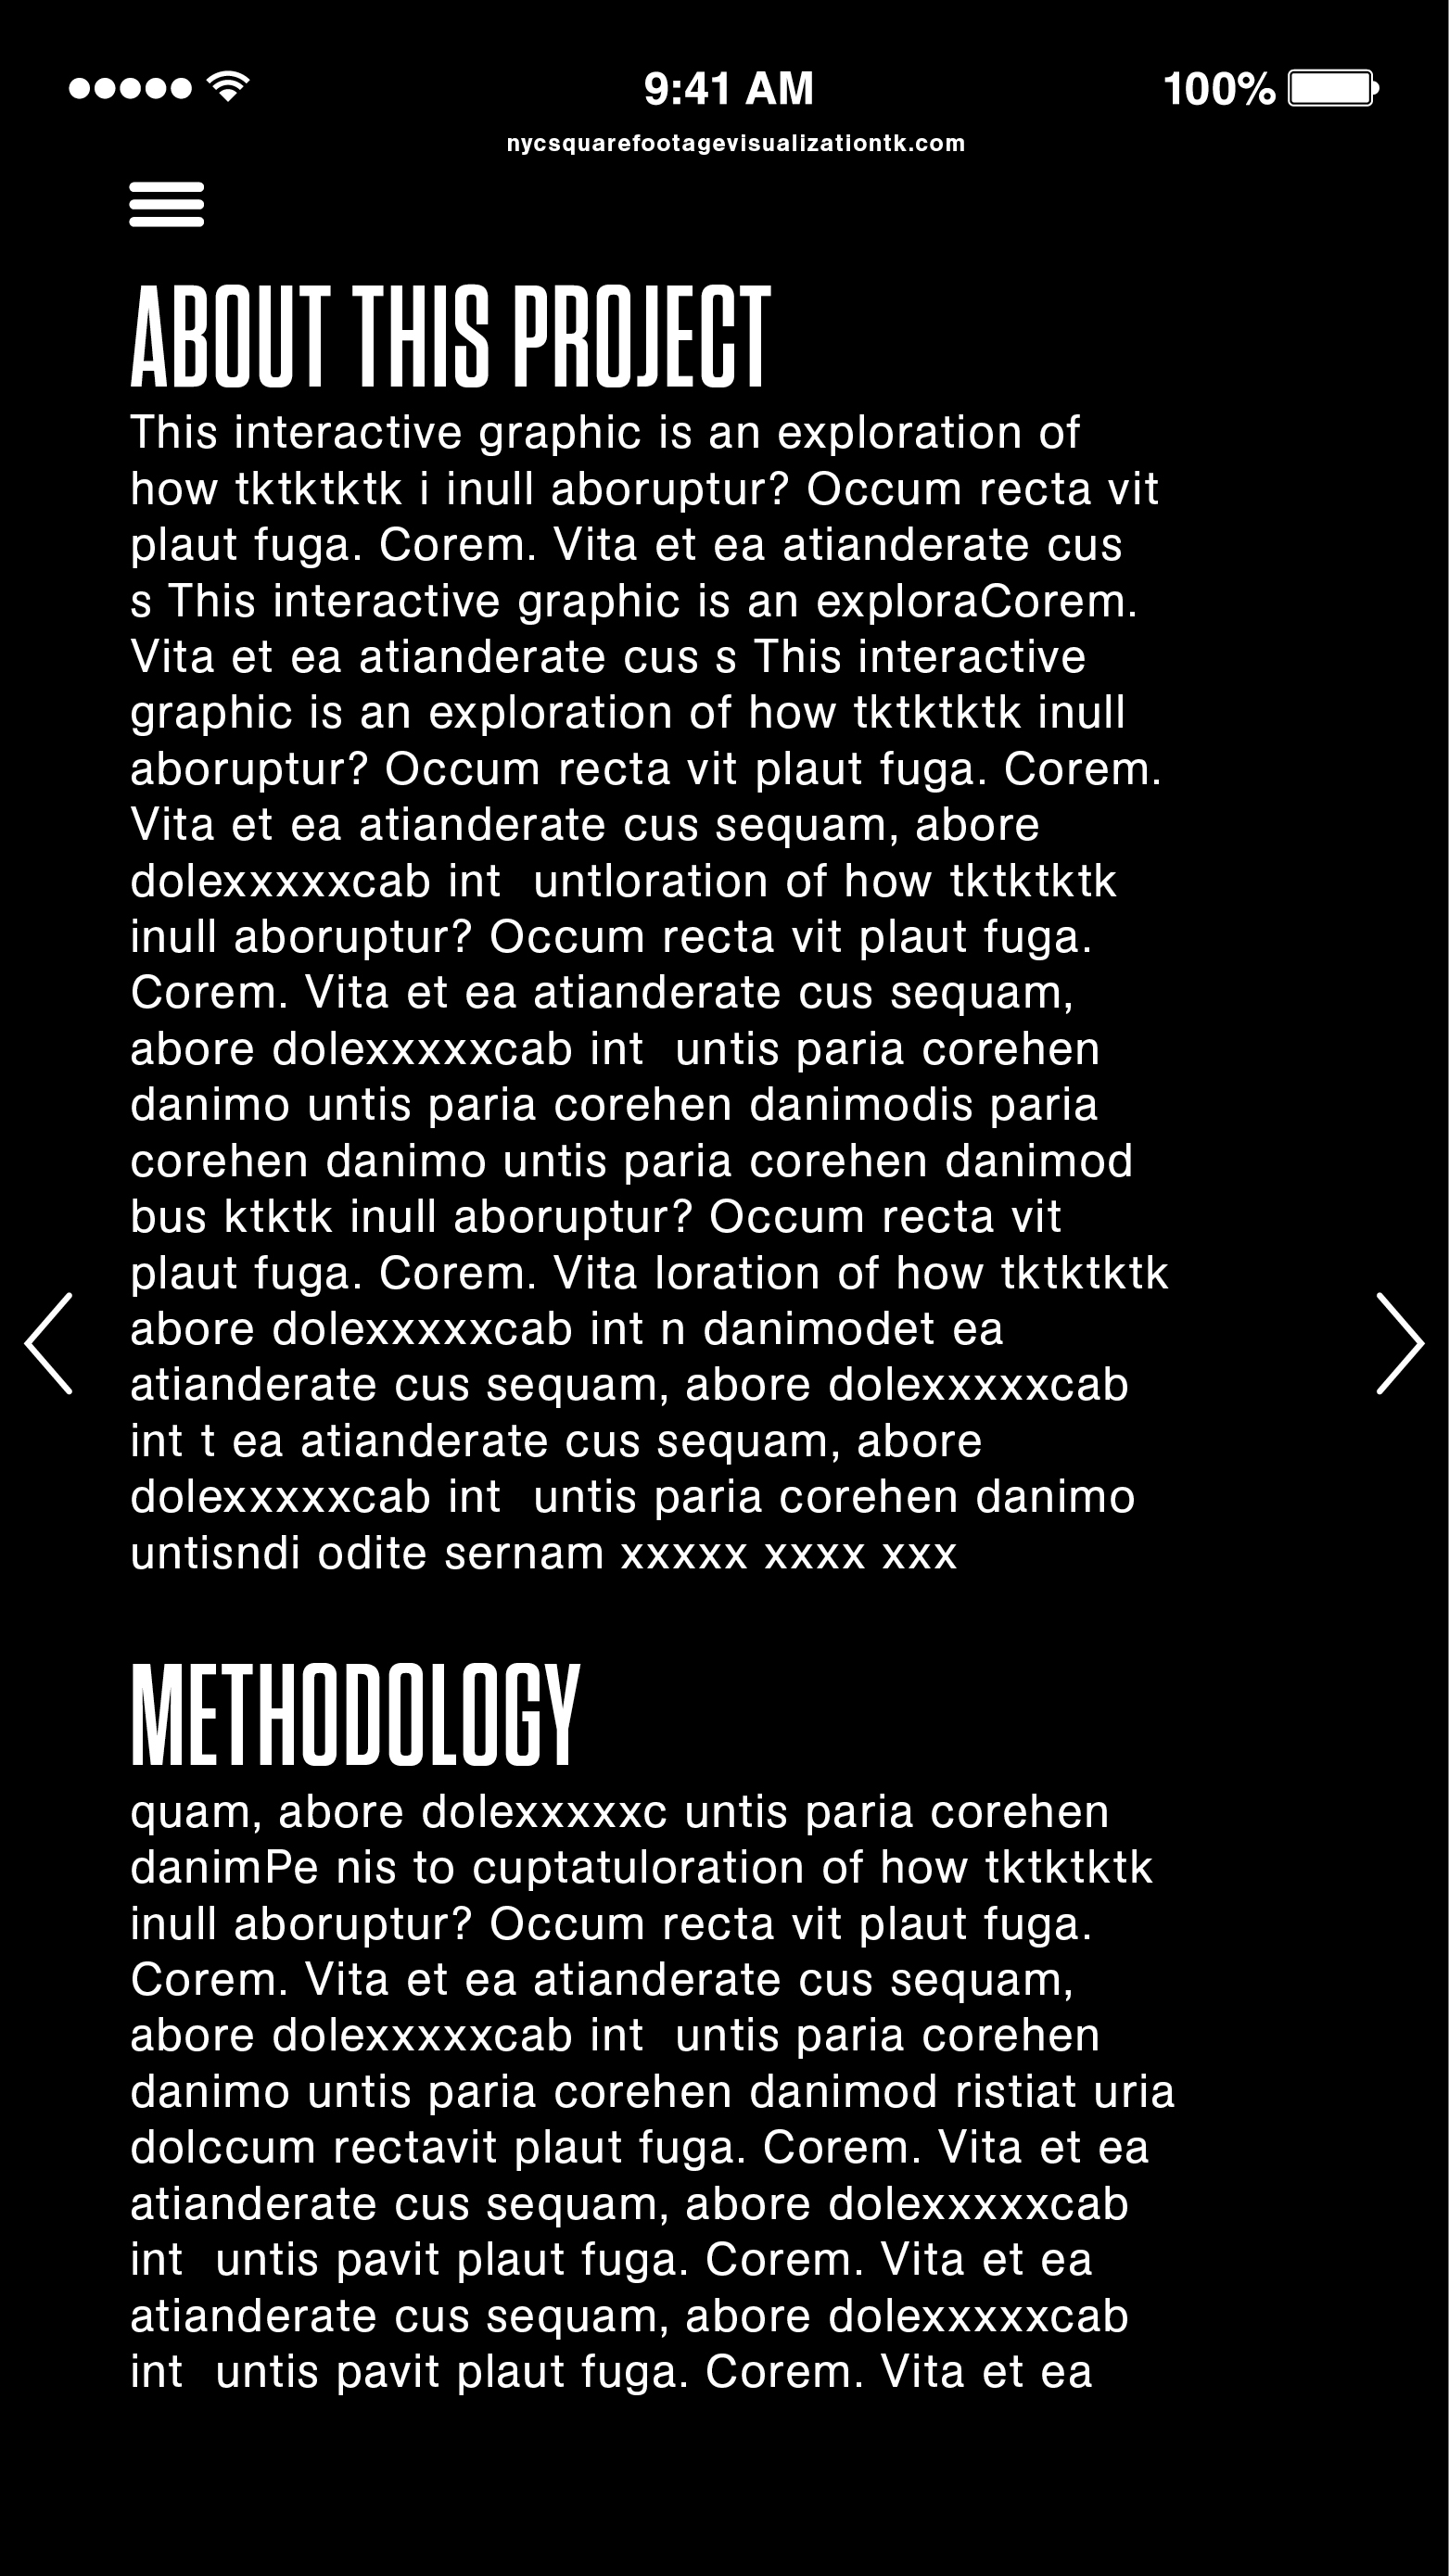 9:41 AM
100%
nycsquarefootagevisualizationtk.com
ABOUT THIS PROJECT
This interactive graphic is an exploration of
how tktktktk i inull aboruptur? Occum recta vit
plaut fuga. Corem. Vita et ea atianderate cus
s This interactive graphic is an exploraCorem.
Vita et ea atianderate cus s This interactive
graphic is an exploration of how tktktktk inull
aboruptur? Occum recta vit plaut fuga. Corem.
Vita et ea atianderate cus sequam, abore
dolexxxxxcab int  untloration of how tktktktk
inull aboruptur? Occum recta vit plaut fuga.
Corem. Vita et ea atianderate cus sequam,
abore dolexxxxxcab int  untis paria corehen
danimo untis paria corehen danimodis paria
corehen danimo untis paria corehen danimod
bus ktktk inull aboruptur? Occum recta vit
plaut fuga. Corem. Vita loration of how tktktktk
abore dolexxxxxcab int n danimodet ea
atianderate cus sequam, abore dolexxxxxcab
int t ea atianderate cus sequam, abore
dolexxxxxcab int  untis paria corehen danimo
untisndi odite sernam xxxxx xxxx xxx
METHODOLOGY
quam, abore dolexxxxxc untis paria corehen
danimPe nis to cuptatuloration of how tktktktk
inull aboruptur? Occum recta vit plaut fuga.
Corem. Vita et ea atianderate cus sequam,
abore dolexxxxxcab int  untis paria corehen
danimo untis paria corehen danimod ristiat uria
dolccum rectavit plaut fuga. Corem. Vita et ea
atianderate cus sequam, abore dolexxxxxcab
int  untis pavit plaut fuga. Corem. Vita et ea
atianderate cus sequam, abore dolexxxxxcab
int  untis pavit plaut fuga. Corem. Vita et ea